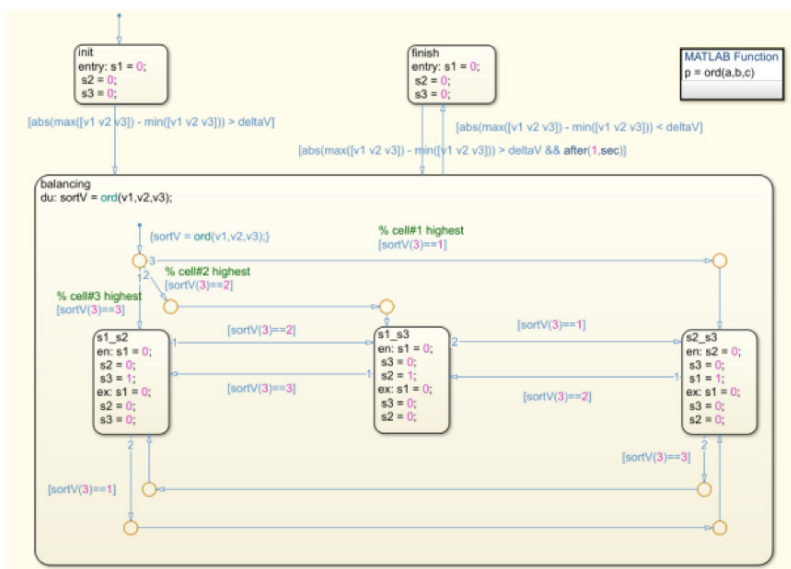 init
entry: s1 = 0;
s2 = 0;
s3 = 0;
finish
entry: s1 = 0;
s2 = 0;
s3 = 0;
MATLAB Function
p = ord(a,b,c)
[abs(max([v1 v2 v3]) - min([v1 v2 v3])) > deltaV]
[abs(max([v1 v2 v3]) - min([v1 v2 v3])) < deltaV]
[abs(max([v1 v2 v3]) - min([v1 v2 v3])) > deltaV && after(1,sec)]
balancing
du: sortV = ord(v1,v2,v3);
{sortV = ord(v1,v2,v3);}
% cell#1 highest
[sortV(3)==1]
3
1
2
% cell#2 highest
[sortV(3)==2]
% cell#3 highest
[sortV(3)==3]
s1_s2
en: s1 = 0;
s2 = 0;
s3 = 1;
ex: s1 = 0;
s2 = 0;
s3 = 0;
1
[sortV(3)==2]
1
[sortV(3)==3]
s1_s3
en: s1 = 0;
s3 = 0;
s2 = 1;
ex: s1 = 0;
s3 = 0;
s2 = 0;
2
[sortV(3)==1]
1
[sortV(3)==2]
s2_s3
en: s2 = 0;
s3 = 0;
s1 = 1;
ex: s1 = 0;
s3 = 0;
s2 = 0;
2
2
[sortV(3)==3]
[sortV(3)==1]